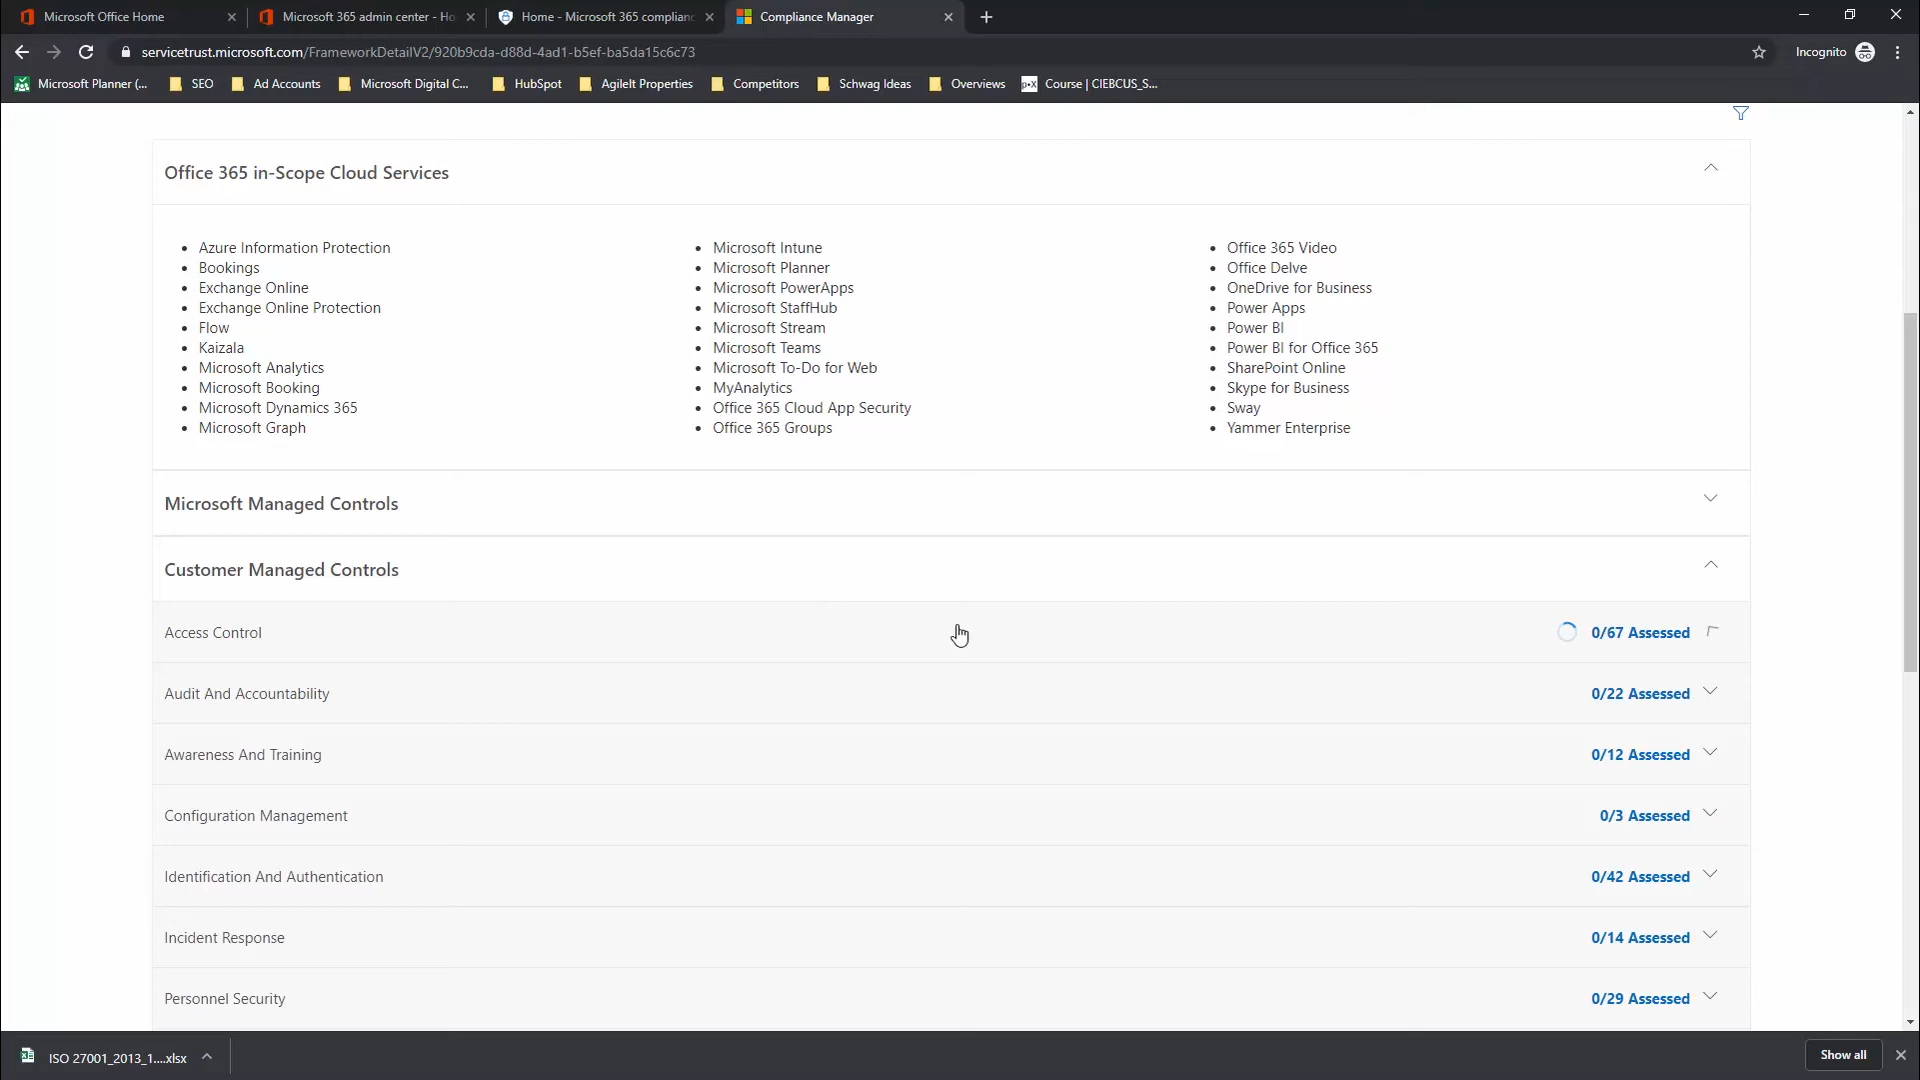 Microsoft Office Home
Microsoft 365 admin center - Ho
Home - Microsoft 365 complianc
Compliance Manager
servicetrust.microsoft.com/FrameworkDetailV2/920b9cda-d88d-4ad1-b5ef-ba5da15c6c73
Incognito
Microsoft Planner (...
SEO
Ad Accounts
Microsoft Digital C...
HubSpot
AgileIt Properties
Competitors
Schwag Ideas
Overviews
Course | CIEBCUS_S...
Office 365 in-Scope Cloud Services
Azure Information Protection
Bookings
Exchange Online
Exchange Online Protection
Flow
Kaizala
Microsoft Analytics
Microsoft Booking
Microsoft Dynamics 365
Microsoft Graph
Microsoft Intune
Microsoft Planner
Microsoft PowerApps
Microsoft StaffHub
Microsoft Stream
Microsoft Teams
Microsoft To-Do for Web
MyAnalytics
Office 365 Cloud App Security
Office 365 Groups
Office 365 Video
Office Delve
OneDrive for Business
Power Apps
Power BI
Power BI for Office 365
SharePoint Online
Skype for Business
Sway
Yammer Enterprise
Microsoft Managed Controls
Customer Managed Controls
Access Control 0/67 Assessed
Audit And Accountability 0/22 Assessed
Awareness And Training 0/12 Assessed
Configuration Management 0/3 Assessed
Identification And Authentication 0/42 Assessed
Incident Response 0/14 Assessed
Personnel Security 0/29 Assessed
ISO 27001_2013_1....xlsx
Show all